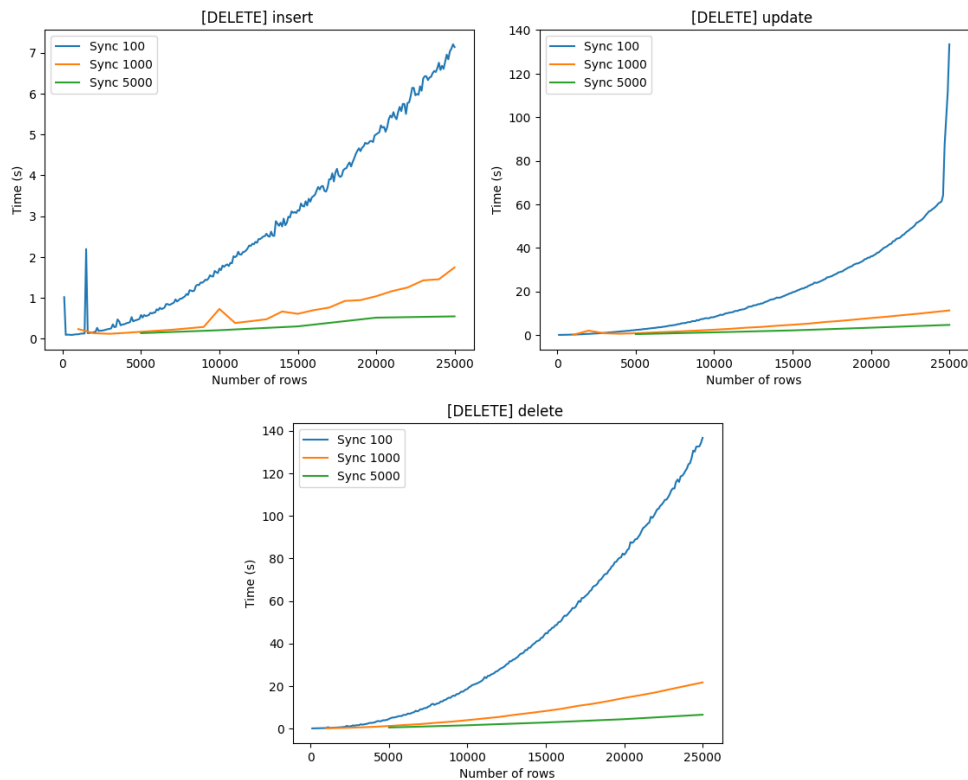 [DELETE] insert
Sync 100
Sync 1000
Sync 5000
Time (s)
7
6
5
4
3
2
1
0
0
5000
10000
15000
20000
25000
Number of rows
[DELETE] update
Sync 100
Sync 1000
Sync 5000
Time (s)
140
120
100
80
60
40
20
0
0
5000
10000
15000
20000
25000
Number of rows
[DELETE] delete
Sync 100
Sync 1000
Sync 5000
Time (s)
140
120
100
80
60
40
20
0
0
5000
10000
15000
20000
25000
Number of rows